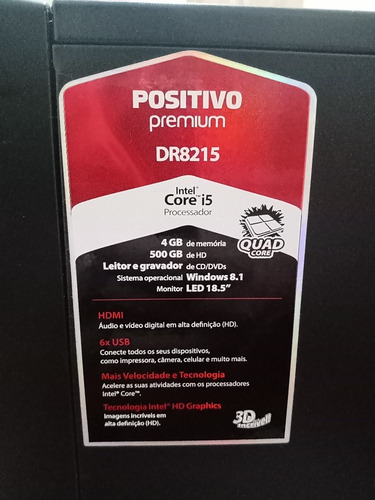 POSITIVO
premium
DR8215
Intel®
Core™ i5
Processador
QUAD
CORE
4 GB de memória
500 GB de HD
Leitor e gravador de CD/DVDs
Sistema operacional Windows 8.1
Monitor LED 18.5"
HDMI
Áudio e vídeo digital em alta definição (HD).
6x USB
Conecte todos os seus dispositivos,
como impressora, câmera, celular e muito mais.
Mais Velocidade e Tecnologia
Acelere as suas atividades com os processadores
Intel® Core™.
Tecnologia Intel® HD Graphics
Imagens incríveis em
alta definição (HD).
3D
incrível!